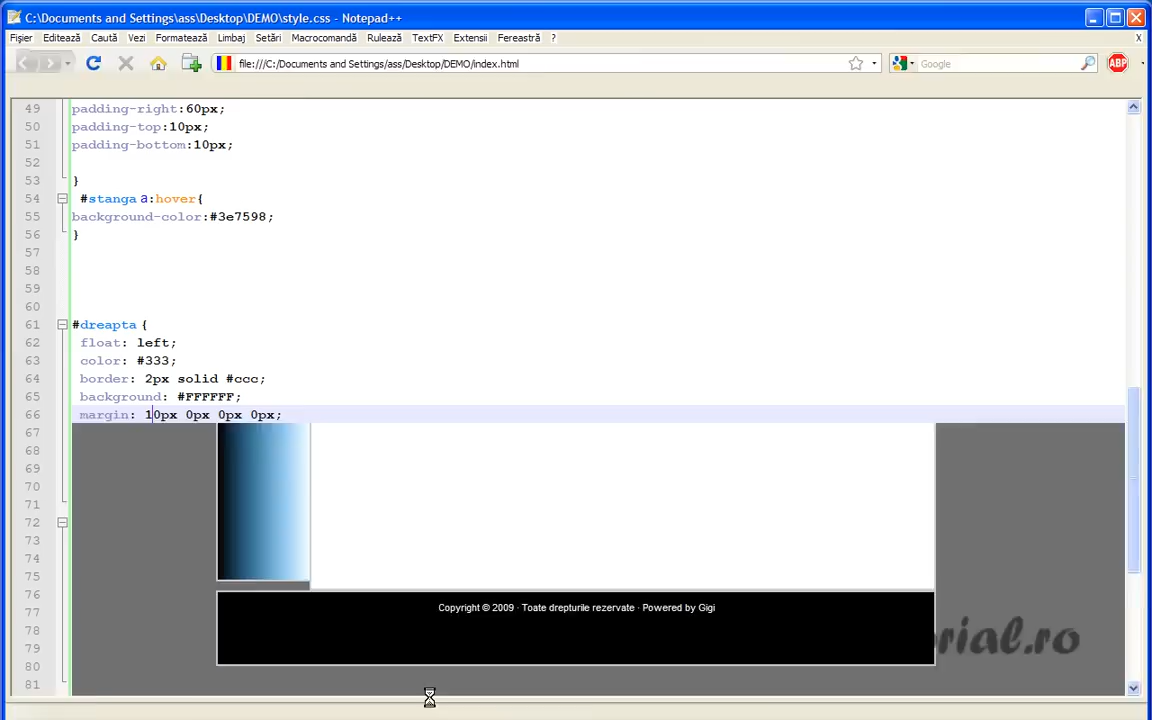 C:\Documents and Settings\ass\Desktop\DEMO\style.css - Notepad++
Fişier Editează Caută Vezi Formatează Limbaj Setări Macrocomandă Rulează TextFX Extensii Fereastră ? X
file:///C:/Documents and Settings/ass/Desktop/DEMO/index.html Google ABP
49 padding-right:60px;
50 padding-top:10px;
51 padding-bottom:10px;
52
53 }
54 #stanga a:hover{
55 background-color:#3e7598;
56 }
57
58
59
60
61 #dreapta {
62 float: left;
63 color: #333;
64 border: 2px solid #ccc;
65 background: #FFFFFF;
66 margin: 10px 0px 0px 0px;
67
68
69
70
71
72
73
74
75
76
77 Copyright © 2009 · Toate drepturile rezervate · Powered by Gigi
78
79 rial.ro
80
81